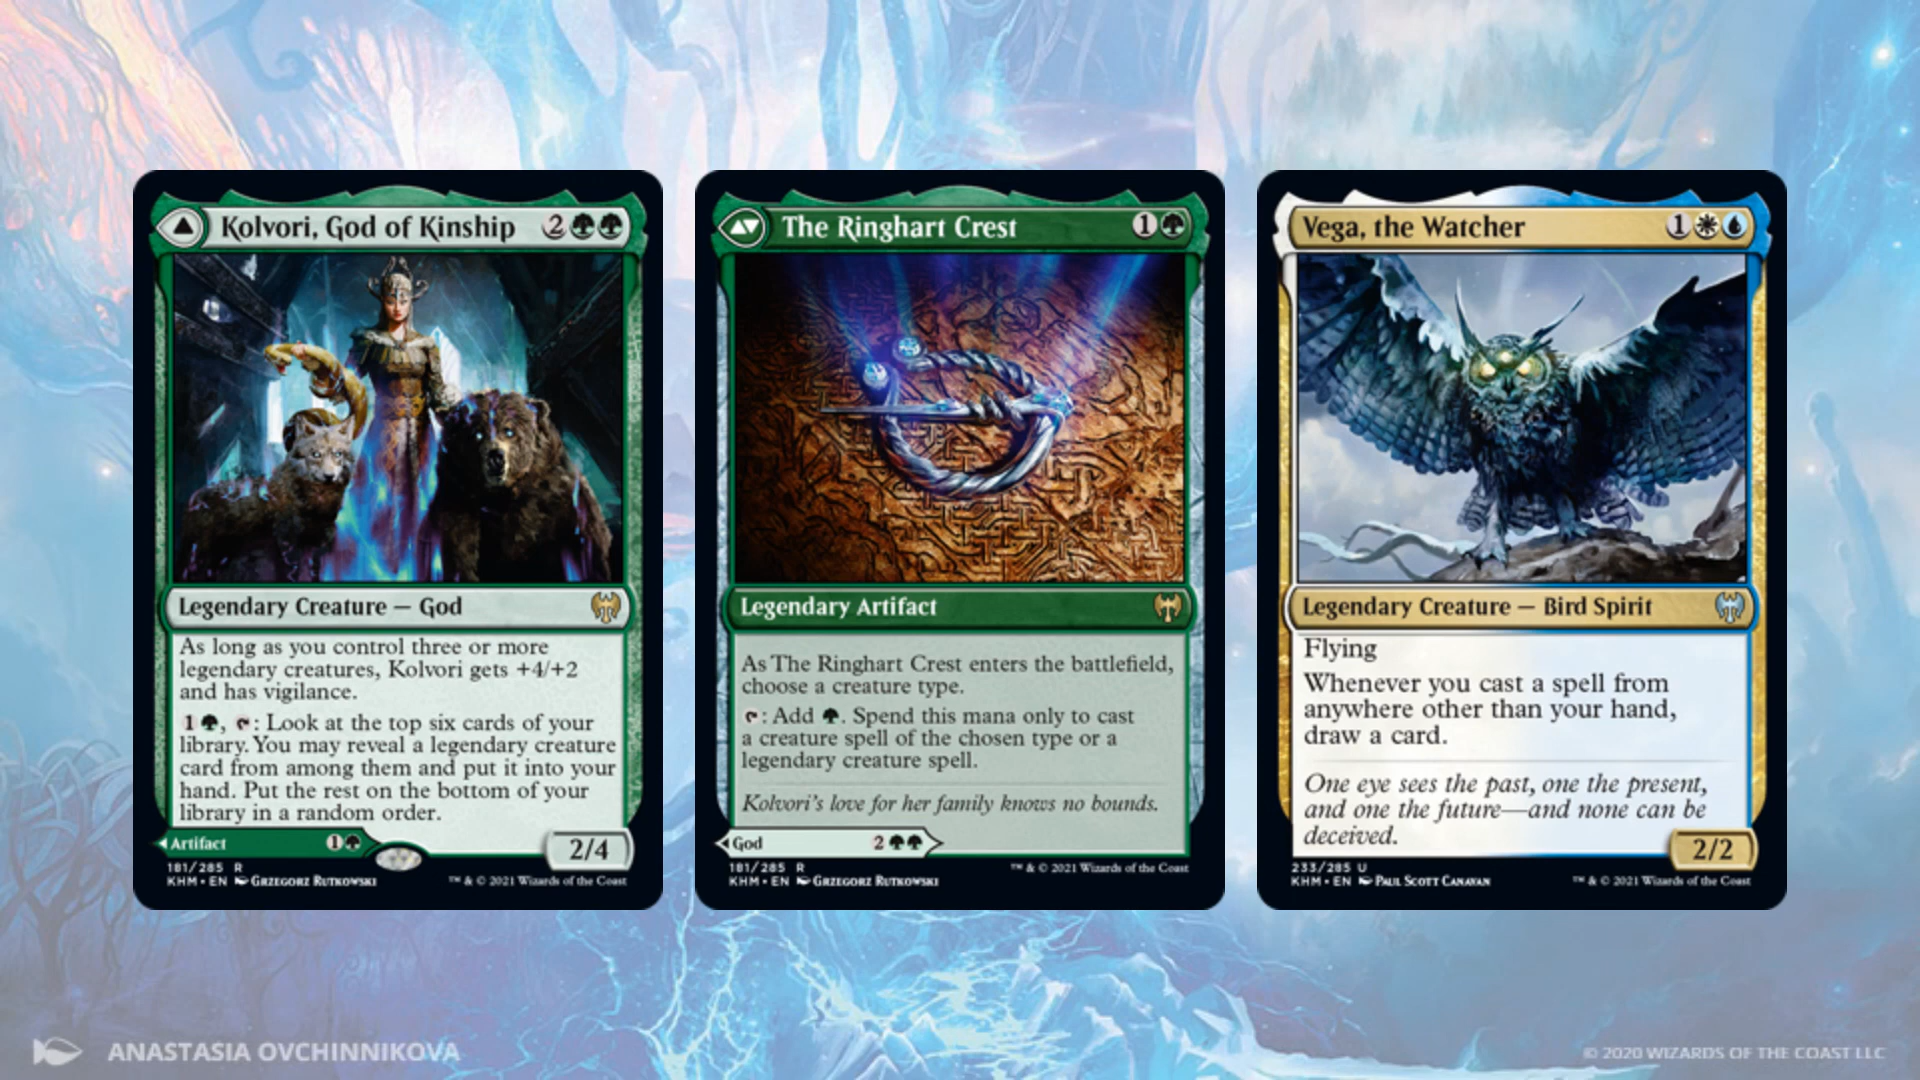 Kolvori, God of Kinship 2
Legendary Creature — God
As long as you control three or more
legendary creatures, Kolvori gets +4/+2
and has vigilance.
1 , : Look at the top six cards of your
library. You may reveal a legendary creature
card from among them and put it into your
hand. Put the rest on the bottom of your
library in a random order.
Artifact 1
2/4
181/285 R
KHM • EN Grzegorz Rutkowski
™ & © 2021 Wizards of the Coast
The Ringhart Crest 1
Legendary Artifact
As The Ringhart Crest enters the battlefield,
choose a creature type.
: Add . Spend this mana only to cast
a creature spell of the chosen type or a
legendary creature spell.
Kolvori's love for her family knows no bounds.
God 2
181/285 R
KHM • EN Grzegorz Rutkowski
™ & © 2021 Wizards of the Coast
Vega, the Watcher 1
Legendary Creature — Bird Spirit
Flying
Whenever you cast a spell from
anywhere other than your hand,
draw a card.
One eye sees the past, one the present,
and one the future—and none can be
deceived.
2/2
233/285 U
KHM • EN Paul Scott Canavan
™ & © 2021 Wizards of the Coast
ANASTASIA OVCHINNIKOVA
© 2020 WIZARDS OF THE COAST LLC